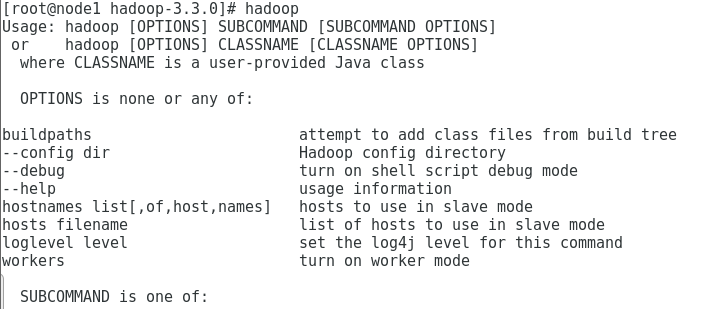 [root@node1 hadoop-3.3.0]# hadoop
Usage: hadoop [OPTIONS] SUBCOMMAND [SUBCOMMAND OPTIONS]
 or    hadoop [OPTIONS] CLASSNAME [CLASSNAME OPTIONS]
  where CLASSNAME is a user-provided Java class

  OPTIONS is none or any of:

buildpaths                       attempt to add class files from build tree
--config dir                     Hadoop config directory
--debug                          turn on shell script debug mode
--help                           usage information
hostnames list[,of,host,names]   hosts to use in slave mode
hosts filename                   list of hosts to use in slave mode
loglevel level                   set the log4j level for this command
workers                          turn on worker mode

  SUBCOMMAND is one of: